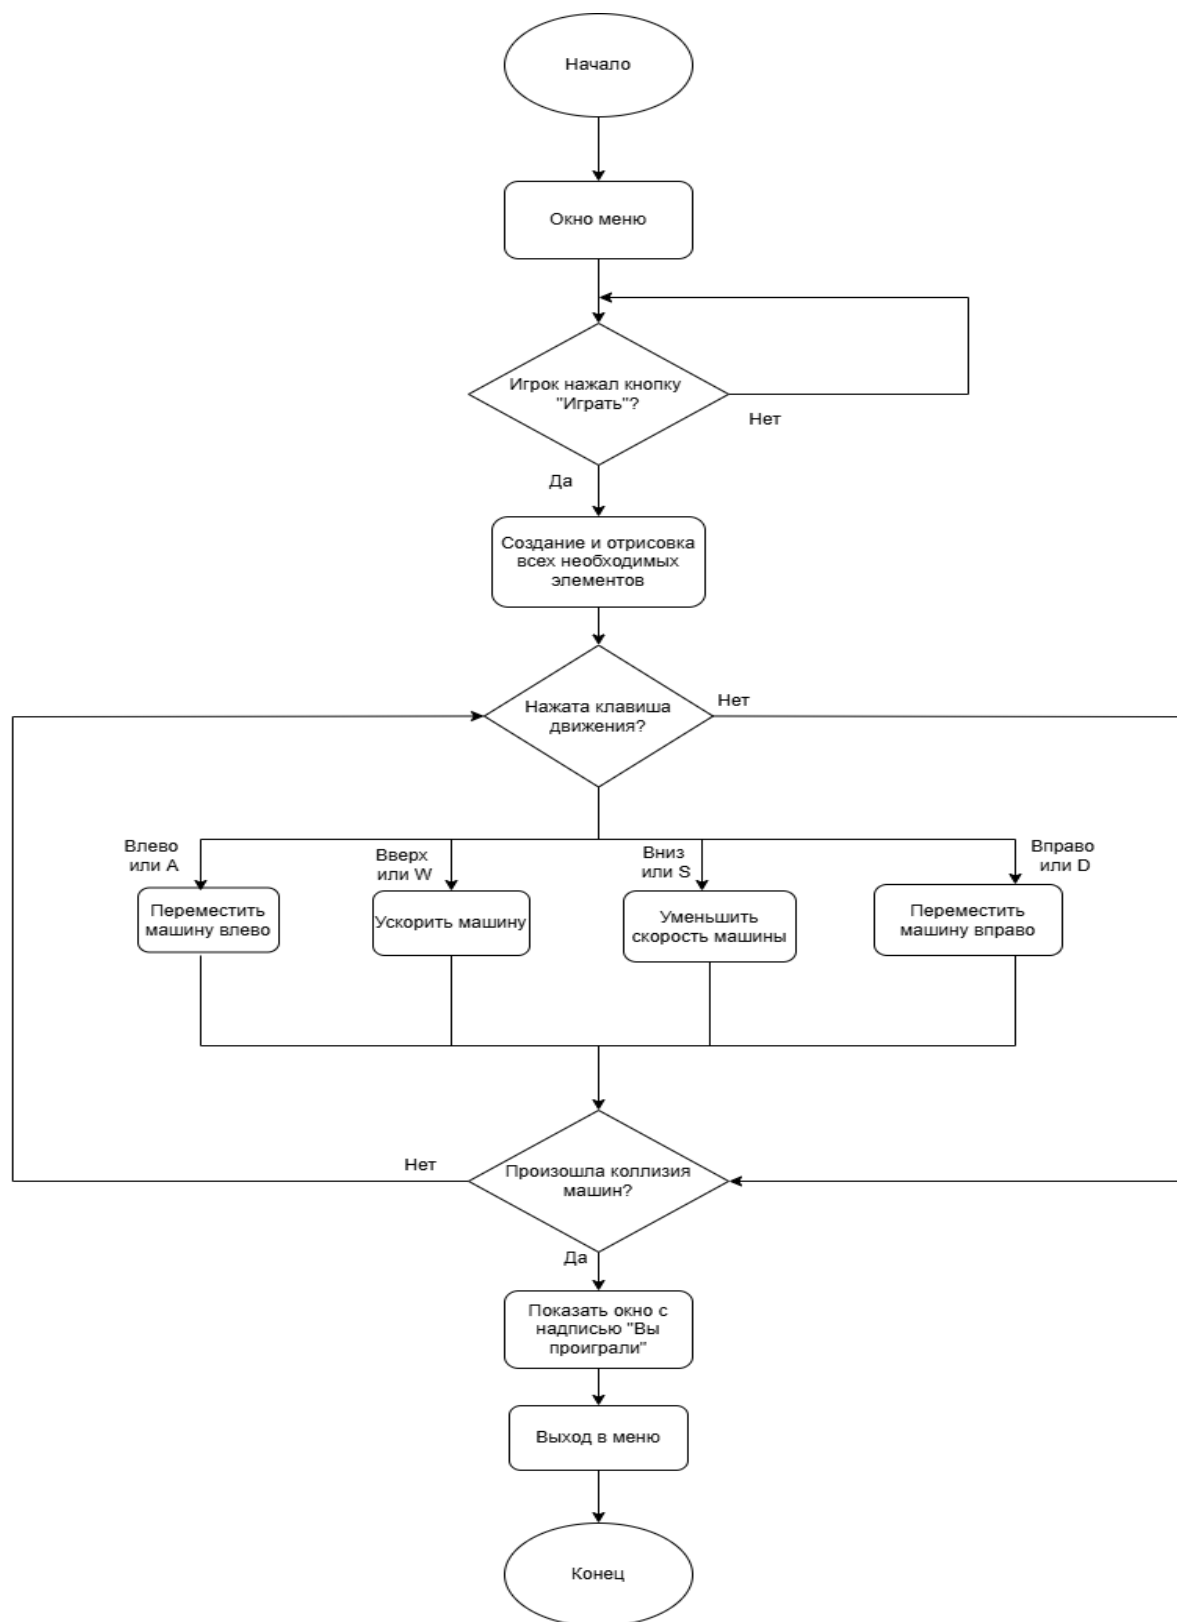 Начало
Окно меню
Игрок нажал кнопку
"Играть"?
Нет
Да
Создание и отрисовка
всех необходимых
элементов
Нажата клавиша
движения?
Нет
Влево
или A
Вверх
или W
Вниз
или S
Вправо
или D
Переместить
машину влево
Ускорить машину
Уменьшить
скорость машины
Переместить
машину вправо
Нет
Произошла коллизия
машин?
Да
Показать окно с
надписью "Вы
проиграли"
Выход в меню
Конец